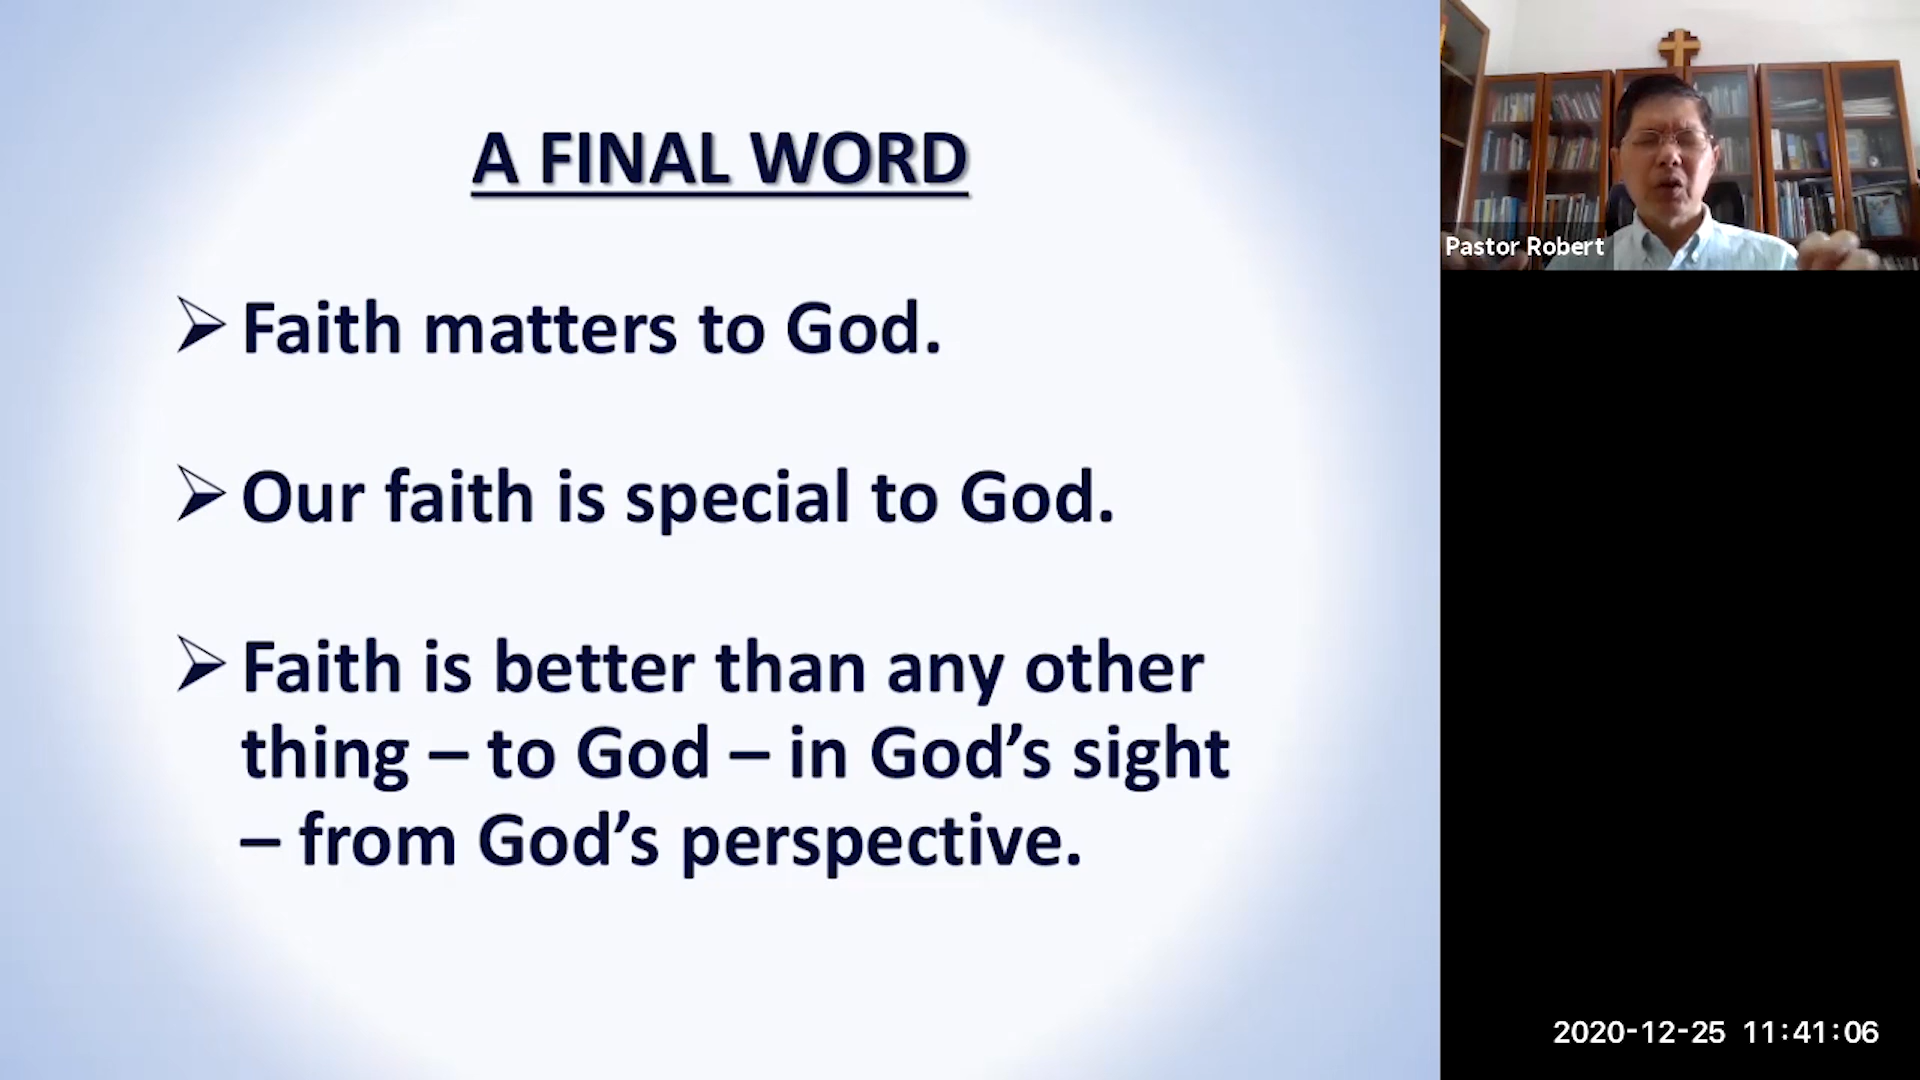 A FINAL WORD
➢ Faith matters to God.
➢ Our faith is special to God.
➢ Faith is better than any other
thing – to God – in God’s sight
– from God’s perspective.
Pastor Robert
2020-12-25 11:41:06